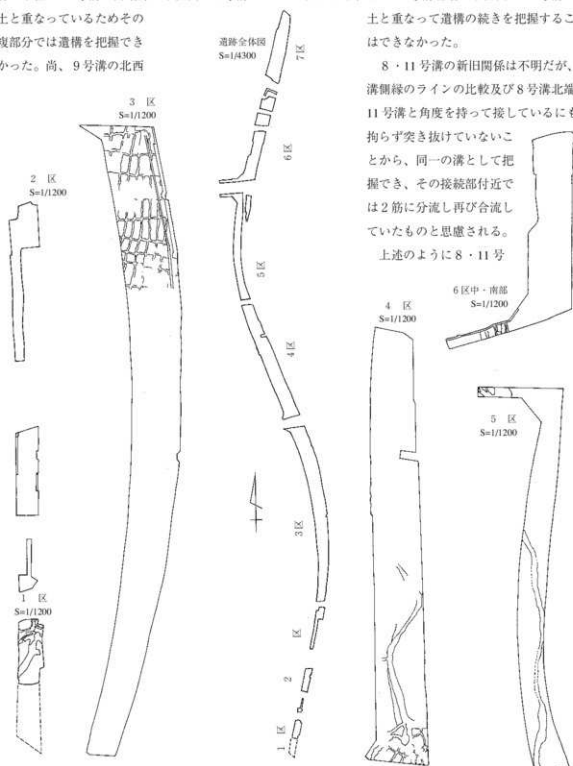 土と重なっているためその
複部分では遺構を把握でき
かった。尚、9号溝の北西
土と重なって遺構の続きを把握するこ
はできなかった。
8・11号溝の新旧関係は不明だが、
溝側縁のラインの比較及び8号溝北端
11号溝と角度を持って接しているにも
拘らず突き抜けていないこ
とから、同一の溝として把
握でき、その接続部付近で
は2筋に分流し再び合流し
ていたものと思慮される。
上述のように8・11号
遺跡全体図
S=1/4300
7区
6区
5区
4区
3区
2区
1区
3区
S=1/1200
2区
S=1/1200
1区
S=1/1200
4区
S=1/1200
6区中・南部
S=1/1200
5区
S=1/1200